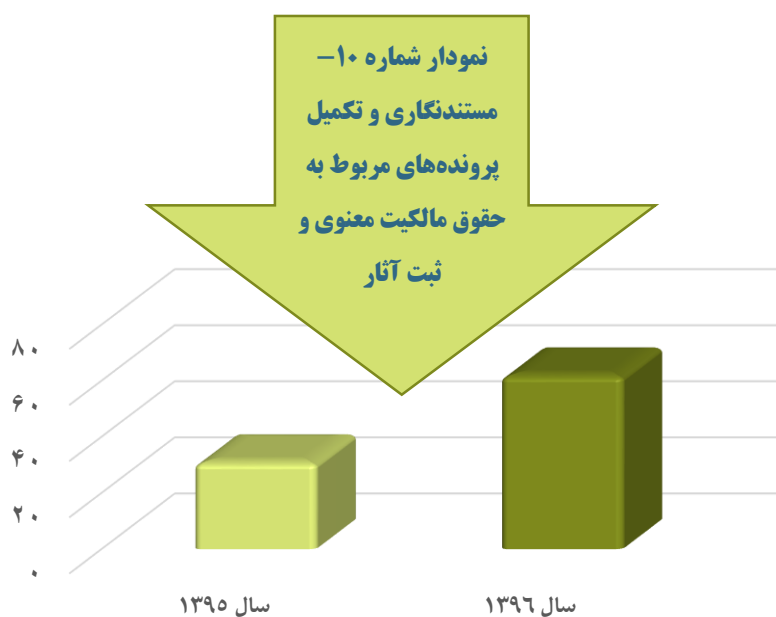 نمودار شماره ۱۰–
مستندنگاری و تکمیل
پرونده‌های مربوط به
حقوق مالکیت معنوی و
ثبت آثار
۸۰
۶۰
۴۰
۲۰
۰
سال ۱۳۹۵
سال ۱۳۹٦